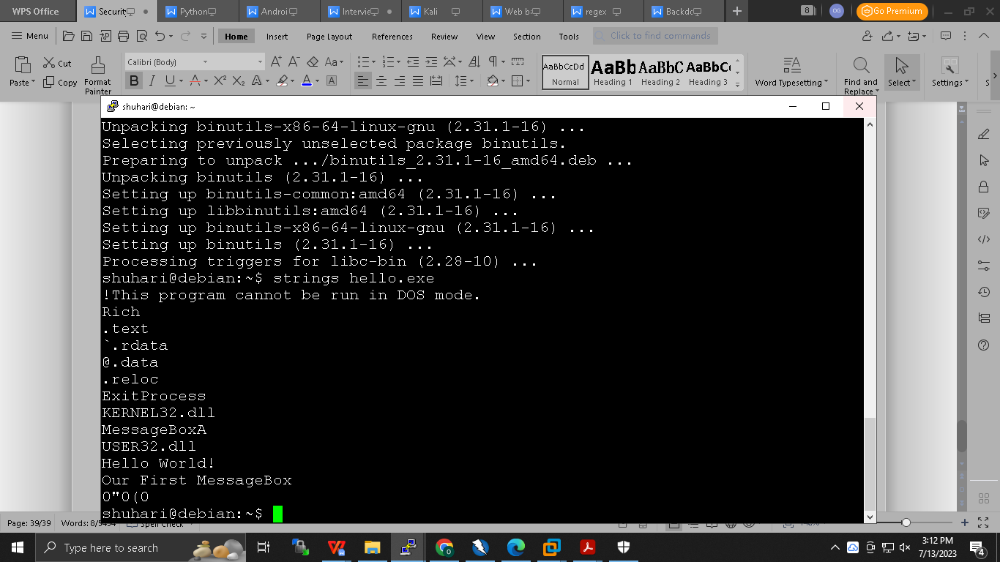 WPS Office
Securit
Python
Androi
Intervie
Kali
Web b
regex
Backdo
8
OG
Go Premium
Menu
Home
Insert
Page Layout
References
Review
View
Section
Tools
Click to find commands
Paste
Cut
Copy
Format
Painter
Calibri (Body)
AaBbCcDd
Normal
AaBb
Heading 1
AaBbC
Heading 2
AaBbC
Heading 3
Word Typesetting
Find and
Replace
Select
Settings
shuhari@debian: ~
Unpacking binutils-x86-64-linux-gnu (2.31.1-16) ...
Selecting previously unselected package binutils.
Preparing to unpack .../binutils_2.31.1-16_amd64.deb ...
Unpacking binutils (2.31.1-16) ...
Setting up binutils-common:amd64 (2.31.1-16) ...
Setting up libbinutils:amd64 (2.31.1-16) ...
Setting up binutils-x86-64-linux-gnu (2.31.1-16) ...
Setting up binutils (2.31.1-16) ...
Processing triggers for libc-bin (2.28-10) ...
shuhari@debian:~$ strings hello.exe
!This program cannot be run in DOS mode.
Rich
.text
`.rdata
@.data
.reloc
ExitProcess
KERNEL32.dll
MessageBoxA
USER32.dll
Hello World!
Our First MessageBox
0"0(0
shuhari@debian:~$
Page: 39/39
Words: 8/5454
Spell Check
Type here to search
3:12 PM
7/13/2023
4